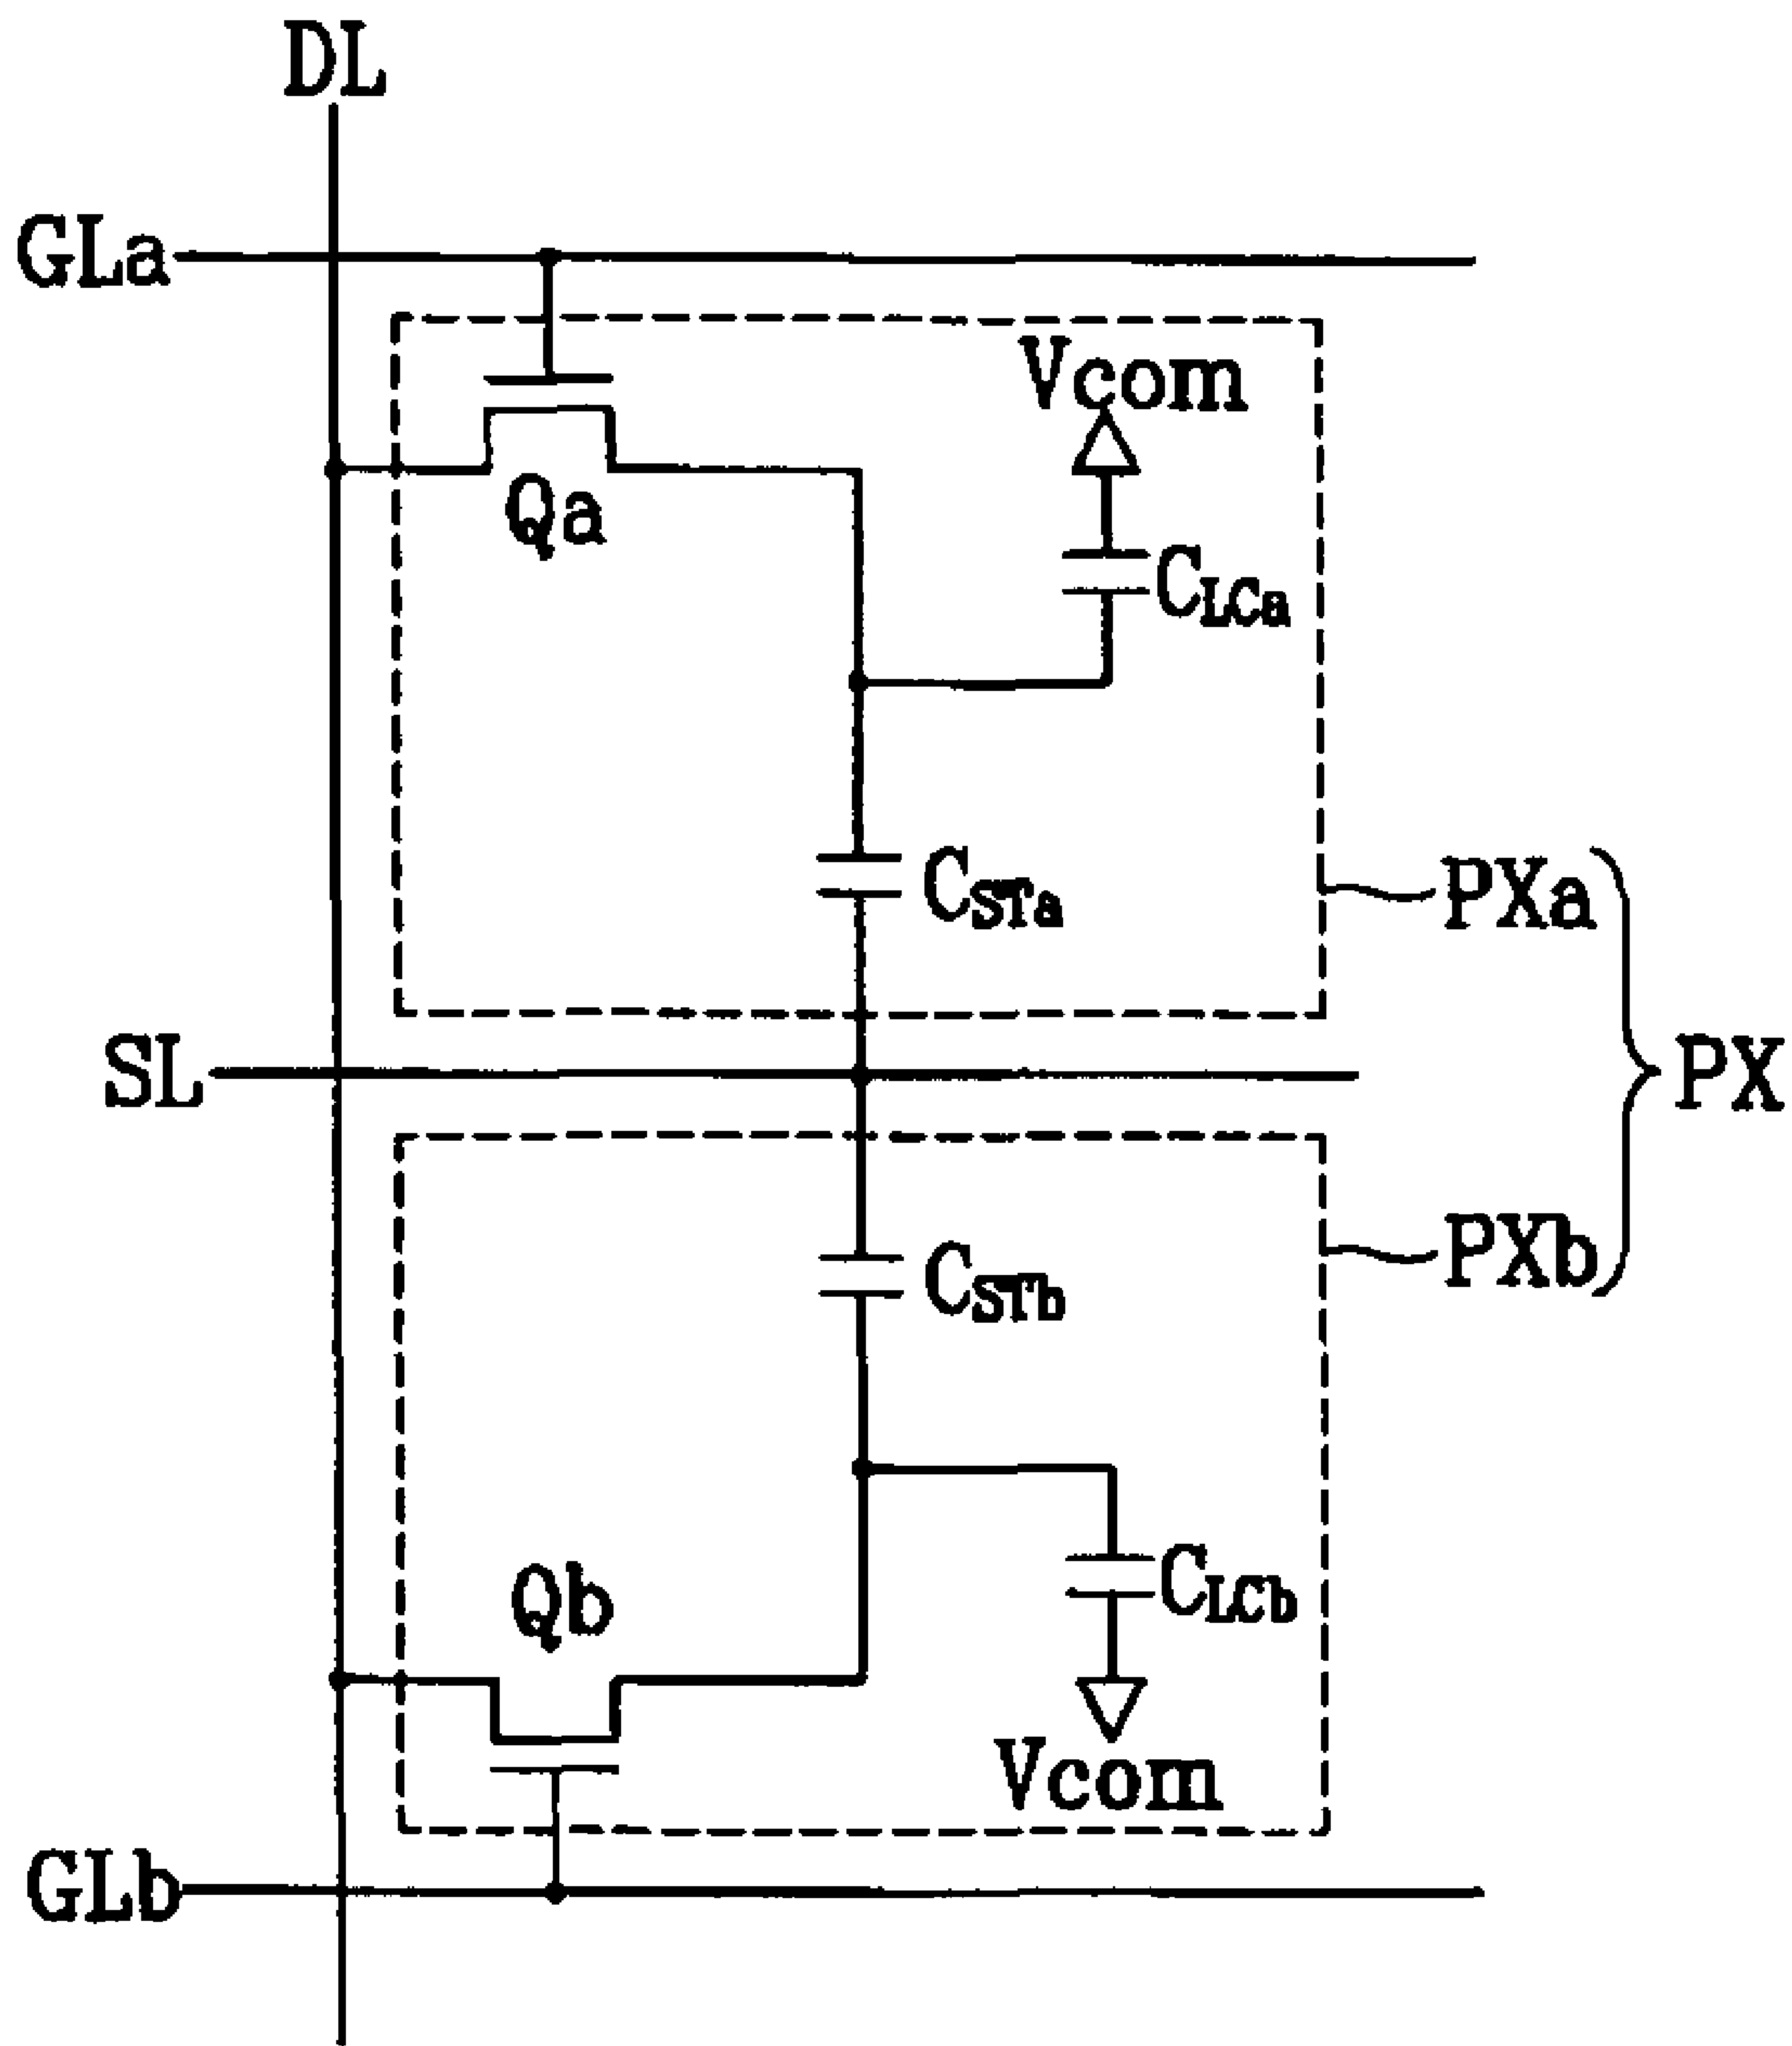 DL
GLa
Vcom
Qa
CLCa
CSTa
PXa
SL
PX
PXb
CSTb
CLCb
Qb
Vcom
GLb